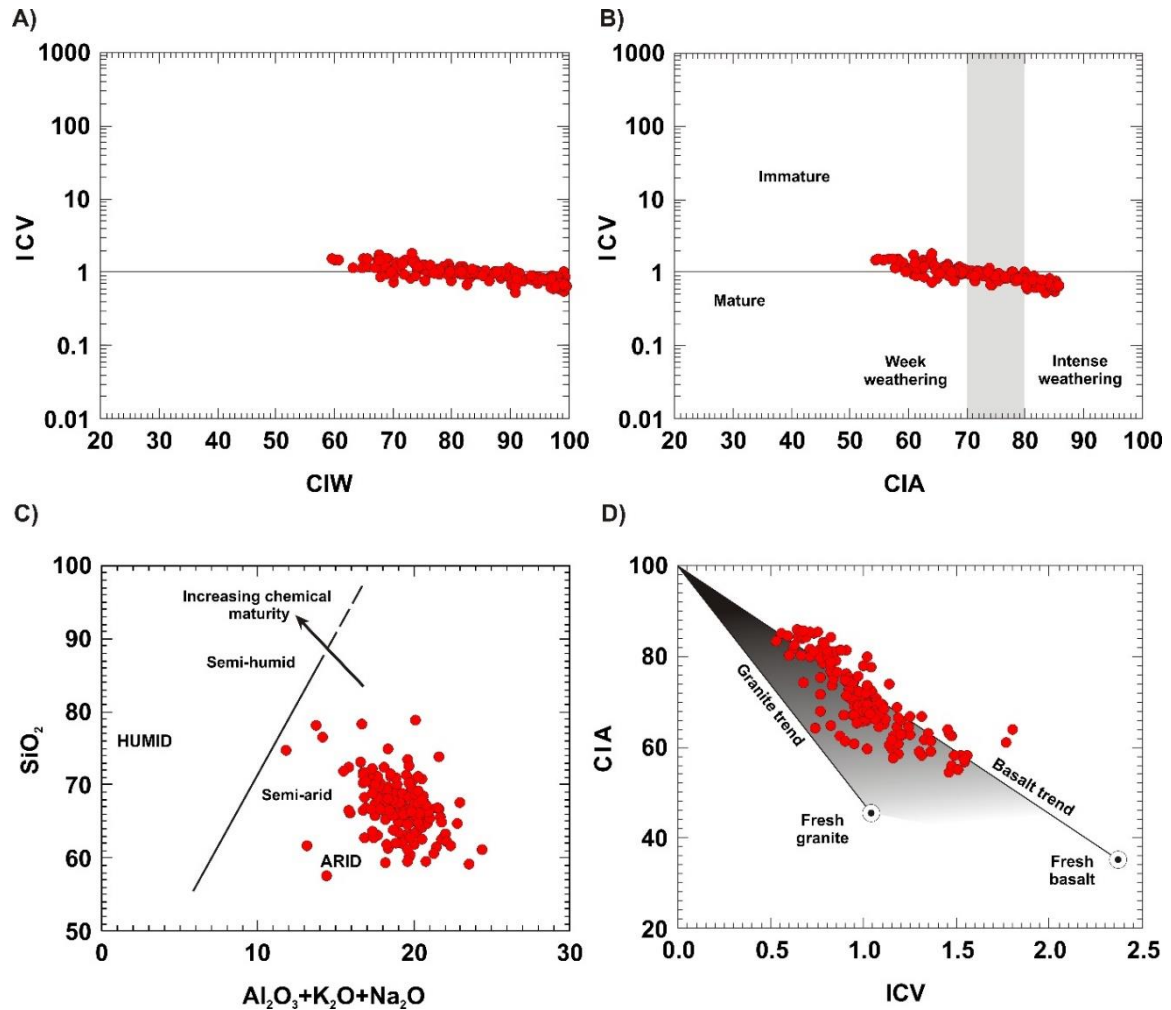 A)
1000
100
10
1
0.1
0.01
ICV
20 30 40 50 60 70 80 90 100
CIW
B)
1000
100
10
1
0.1
0.01
ICV
Immature
Mature
Week
weathering
Intense
weathering
20 30 40 50 60 70 80 90 100
CIA
C)
100
90
80
70
60
50
SiO₂
Increasing chemical
maturity
Semi-humid
HUMID
Semi-arid
ARID
0 10 20 30
Al₂O₃+K₂O+Na₂O
D)
100
80
60
40
20
CIA
Granite trend
Basalt trend
Fresh
granite
Fresh
basalt
0.0 0.5 1.0 1.5 2.0 2.5
ICV